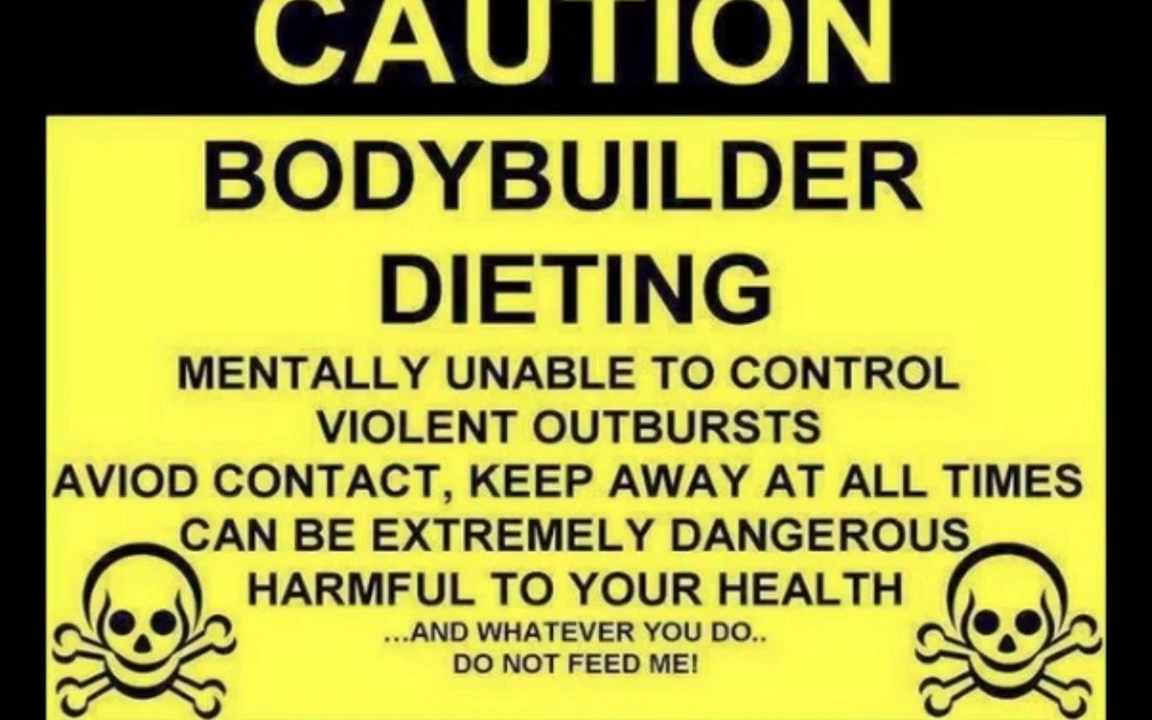 CAUTION
BODYBUILDER
DIETING
MENTALLY UNABLE TO CONTROL
VIOLENT OUTBURSTS
AVIOD CONTACT, KEEP AWAY AT ALL TIMES
CAN BE EXTREMELY DANGEROUS
HARMFUL TO YOUR HEALTH
...AND WHATEVER YOU DO..
DO NOT FEED ME!